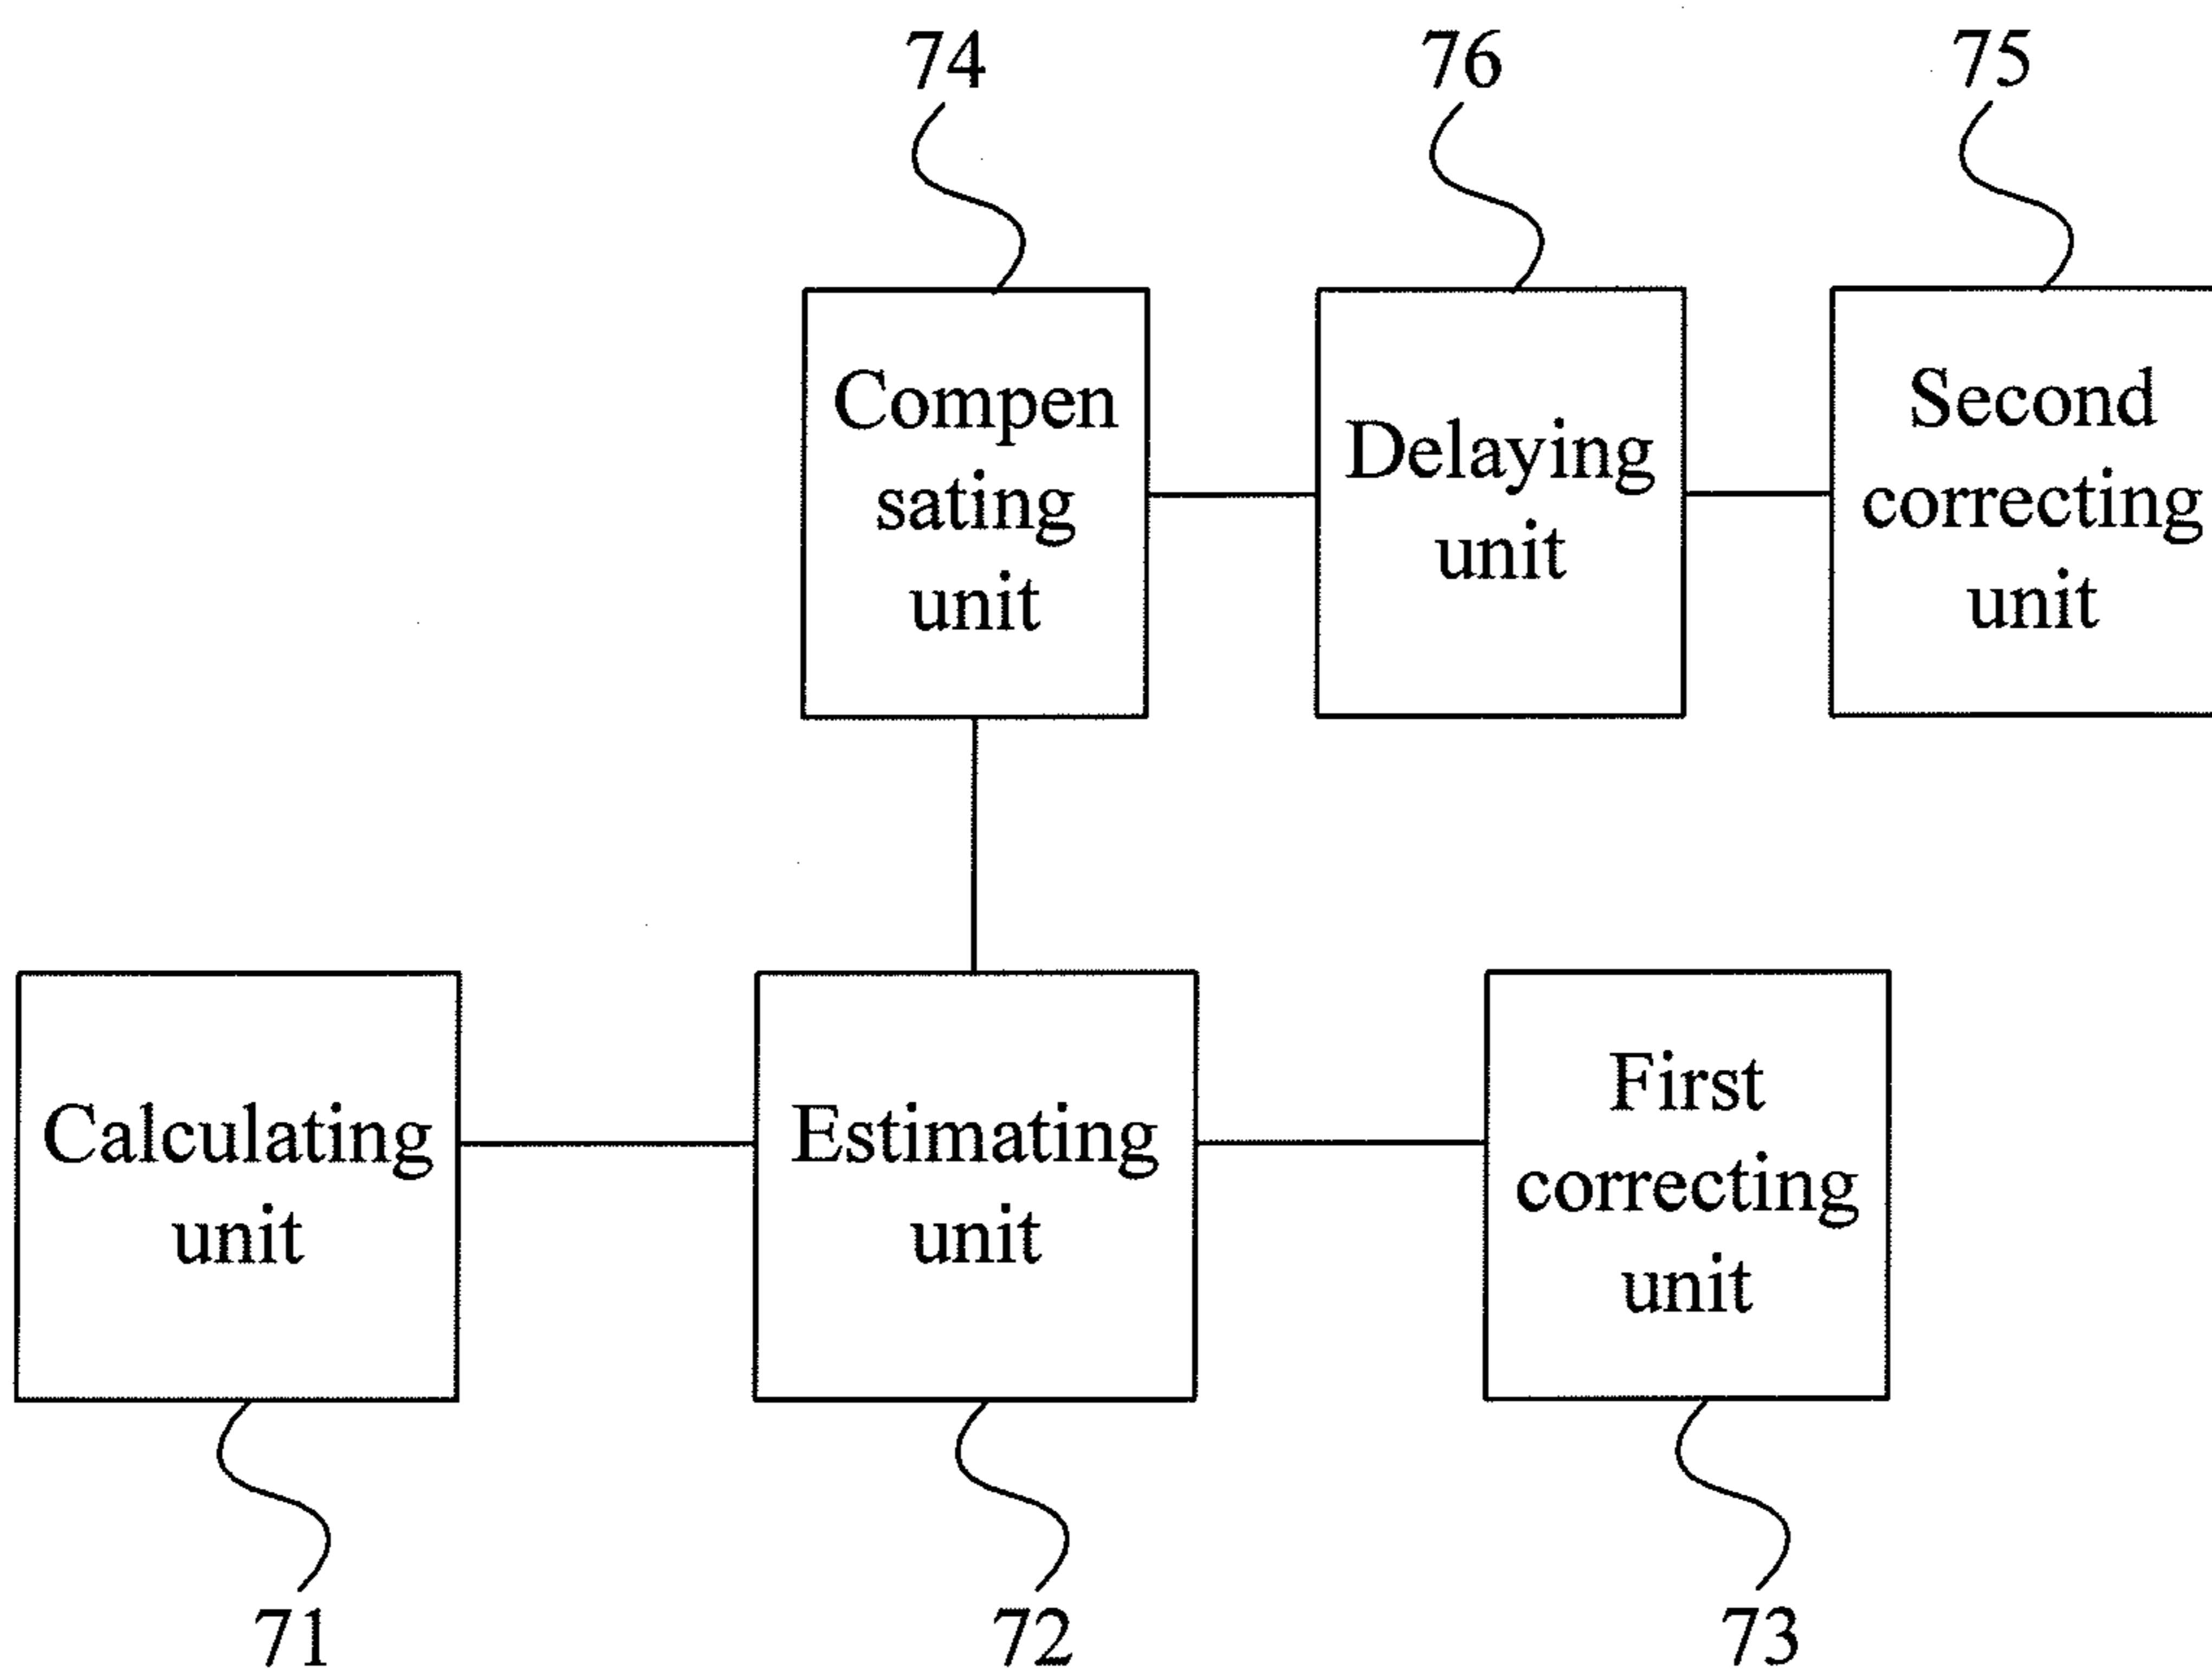 74
76
75
Compen
sating
unit
Delaying
unit
Second
correcting
unit
Calculating
unit
Estimating
unit
First
correcting
unit
71
72
73